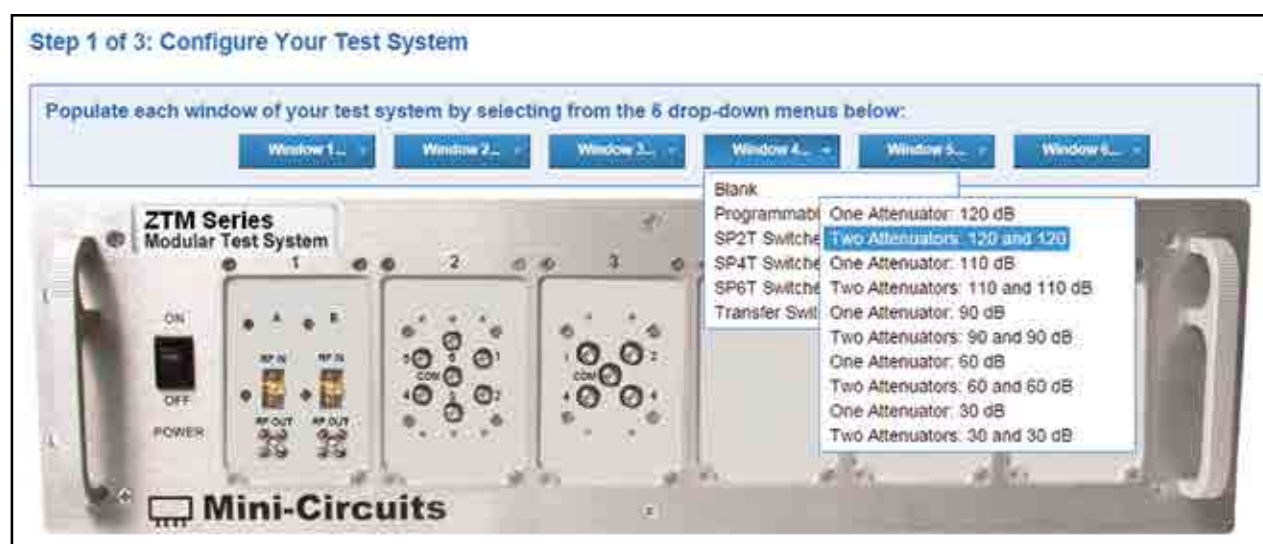 Step 1 of 3: Configure Your Test System
Populate each window of your test system by selecting from the 6 drop-down menus below:
Window 1... Window 2... Window 3... Window 4... Window 5... Window 6...
Blank
Programmabl
SP2T Switche
SP4T Switche
SP6T Switche
Transfer Swit
One Attenuator: 120 dB
Two Attenuators: 120 and 120
One Attenuator: 110 dB
Two Attenuators: 110 and 110 dB
One Attenuator: 90 dB
Two Attenuators: 90 and 90 dB
One Attenuator: 60 dB
Two Attenuators: 60 and 60 dB
One Attenuator: 30 dB
Two Attenuators: 30 and 30 dB
ZTM Series
Modular Test System
1 2 3
ON
OFF
POWER
A B
RF IN RF IN
RF OUT RF OUT
COM
COM
Mini-Circuits